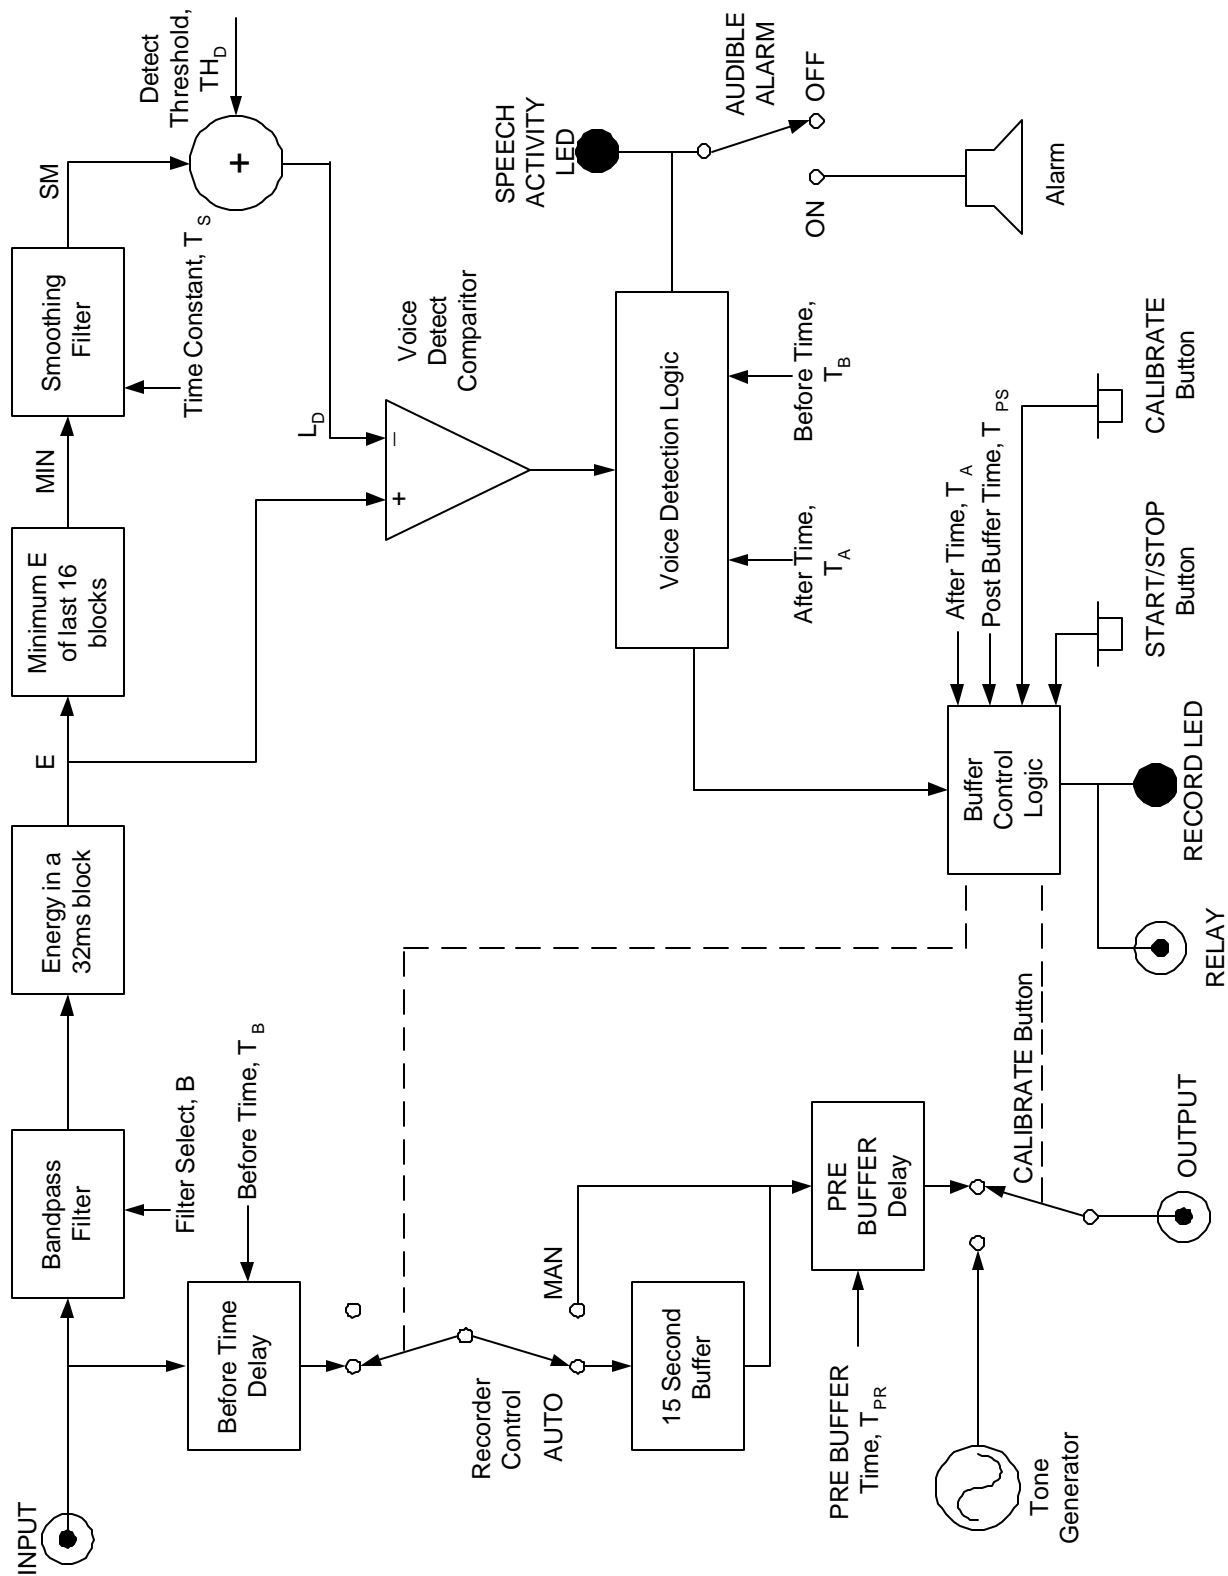 INPUT
Bandpass
Filter
Filter Select, B
Energy in a
32ms block
E
Minimum E
of last 16
blocks
MIN
Smoothing
Filter
Time Constant, T S
SM
Detect
Threshold,
TH D
+
Before Time
Delay
Before Time, T B
L D
+
–
Voice
Detect
Comparitor
Recorder
Control
AUTO
MAN
15 Second
Buffer
Voice Detection Logic
After Time,
T A
Before Time,
T B
SPEECH
ACTIVITY
LED
AUDIBLE
ALARM
ON
OFF
Alarm
PRE BUFFER
Time, T PR
PRE
BUFFER
Delay
Tone
Generator
CALIBRATE Button
OUTPUT
Buffer
Control
Logic
After Time, T A
Post Buffer Time, T PS
RELAY
RECORD LED
START/STOP
Button
CALIBRATE
Button